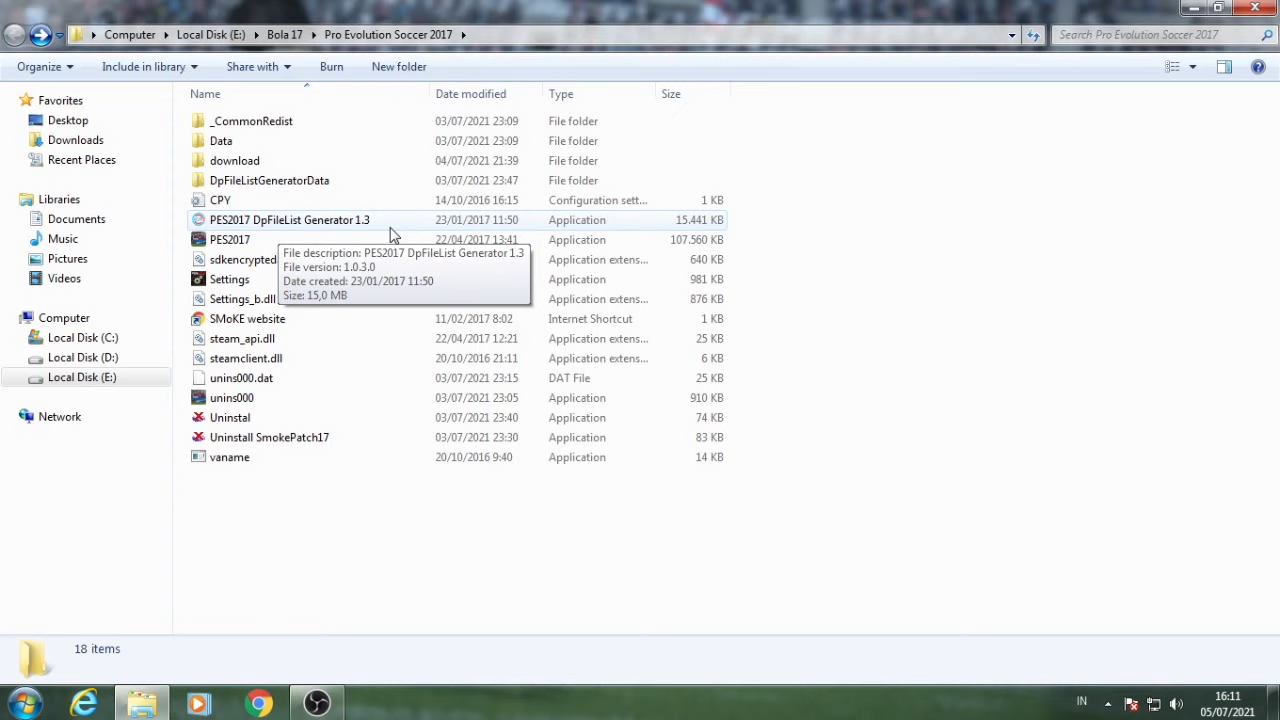 Computer Local Disk (E:) Bola 17 Pro Evolution Soccer 2017 Search Pro Evolution Soccer 2017
Organize Include in library Share with Burn New folder
Favorites
Desktop
Downloads
Recent Places
Libraries
Documents
Music
Pictures
Videos
Computer
Local Disk (C:)
Local Disk (D:)
Local Disk (E:)
Network
Name Date modified Type Size
_CommonRedist 03/07/2021 23:09 File folder
Data 03/07/2021 23:09 File folder
download 04/07/2021 21:39 File folder
DpFileListGeneratorData 03/07/2021 23:47 File folder
CPY 14/10/2016 16:15 Configuration sett... 1 KB
PES2017 DpFileList Generator 1.3 23/01/2017 11:50 Application 15.441 KB
PES2017 22/04/2017 13:41 Application 107.560 KB
sdkencrypted Application extens... 640 KB
Settings Application 981 KB
Settings_b.dll Application extens... 876 KB
SMoKE website 11/02/2017 8:02 Internet Shortcut 1 KB
steam_api.dll 22/04/2017 12:21 Application extens... 25 KB
steamclient.dll 20/10/2016 21:11 Application extens... 6 KB
unins000.dat 03/07/2021 23:15 DAT File 25 KB
unins000 03/07/2021 23:05 Application 910 KB
Uninstal 03/07/2021 23:40 Application 74 KB
Uninstall SmokePatch17 03/07/2021 23:30 Application 83 KB
vaname 20/10/2016 9:40 Application 14 KB
File description: PES2017 DpFileList Generator 1.3
File version: 1.0.3.0
Date created: 23/01/2017 11:50
Size: 15,0 MB
18 items
IN 16:11
05/07/2021